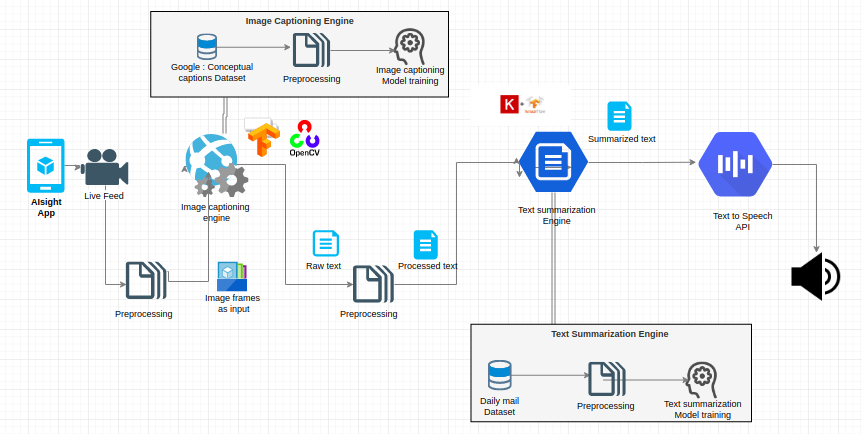 Image Captioning Engine
Google : Conceptual
captions Dataset
Preprocessing
Image captioning
Model training
K
Summarized text
OpenCV
AIsight
App
Live Feed
Image captioning
engine
Text summarization
Engine
Text to Speech
API
Raw text
Processed text
Image frames
as input
Preprocessing
Preprocessing
Text Summarization Engine
Daily mail
Dataset
Preprocessing
Text summarization
Model training